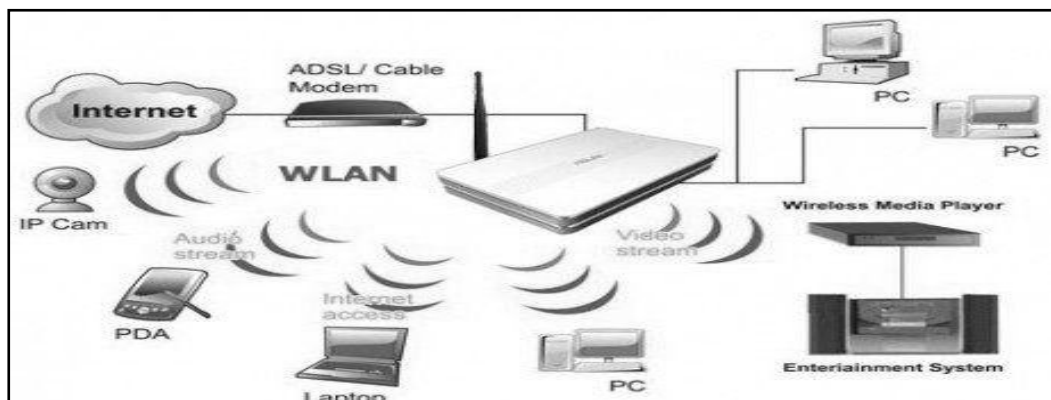 ADSL/ Cable
Modem
Internet
PC
PC
WLAN
IP Cam
Wireless Media Player
Audio
stream
Video
stream
PDA
Internet
access
Laptop
PC
Enteriainment System